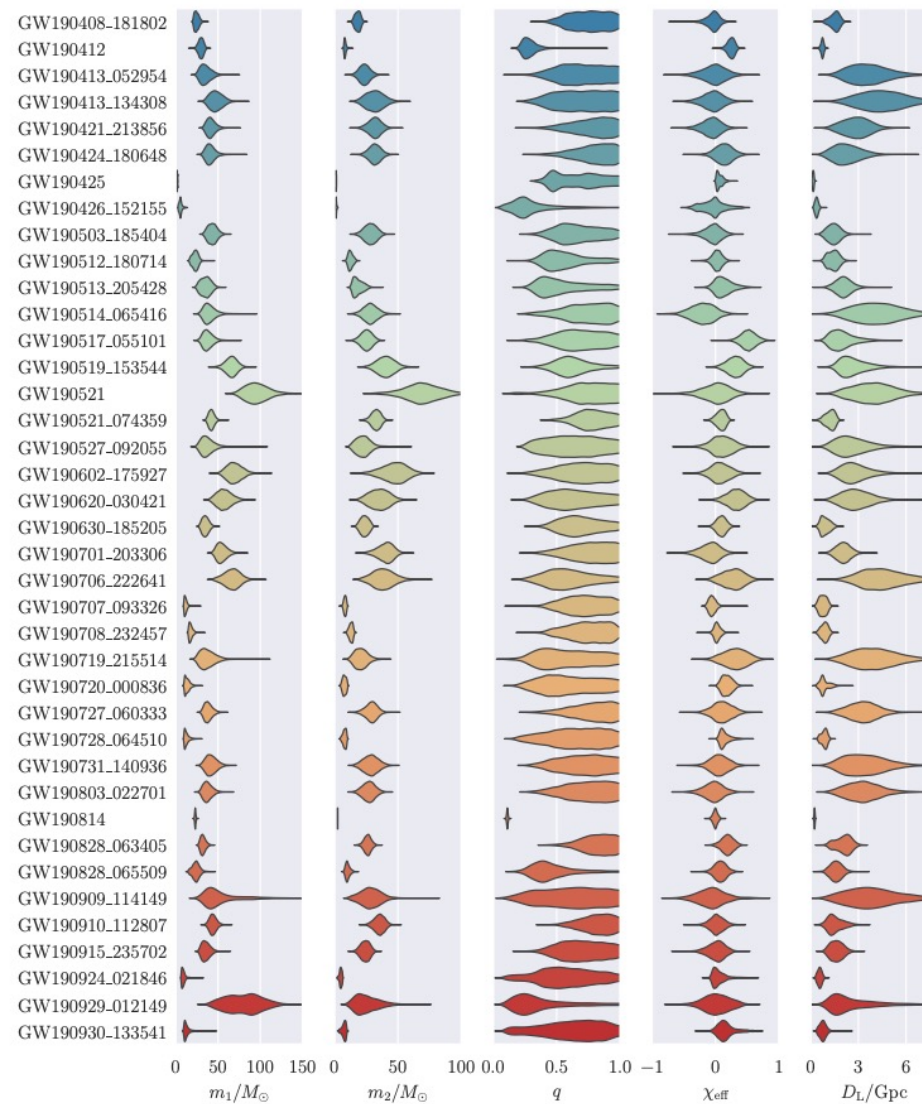 GW190408_181802
GW190412
GW190413_052954
GW190413_134308
GW190421_213856
GW190424_180648
GW190425
GW190426_152155
GW190503_185404
GW190512_180714
GW190513_205428
GW190514_065416
GW190517_055101
GW190519_153544
GW190521
GW190521_074359
GW190527_092055
GW190602_175927
GW190620_030421
GW190630_185205
GW190701_203306
GW190706_222641
GW190707_093326
GW190708_232457
GW190719_215514
GW190720_000836
GW190727_060333
GW190728_064510
GW190731_140936
GW190803_022701
GW190814
GW190828_063405
GW190828_065509
GW190909_114149
GW190910_112807
GW190915_235702
GW190924_021846
GW190929_012149
GW190930_133541
0 50 100 150 0 50 100 0.0 0.5 1.0 −1 0 1 0 3 6
m₁/M☉ m₂/M☉ q χeff DL/Gpc